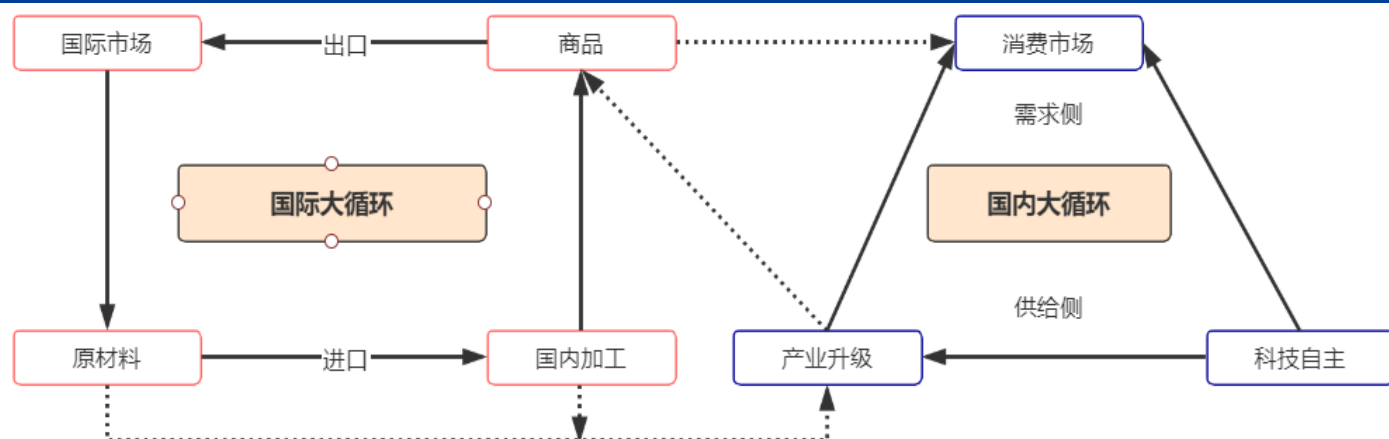 国际市场
出口
商品
消费市场
需求侧
国际大循环
国内大循环
供给侧
原材料
进口
国内加工
产业升级
科技自主